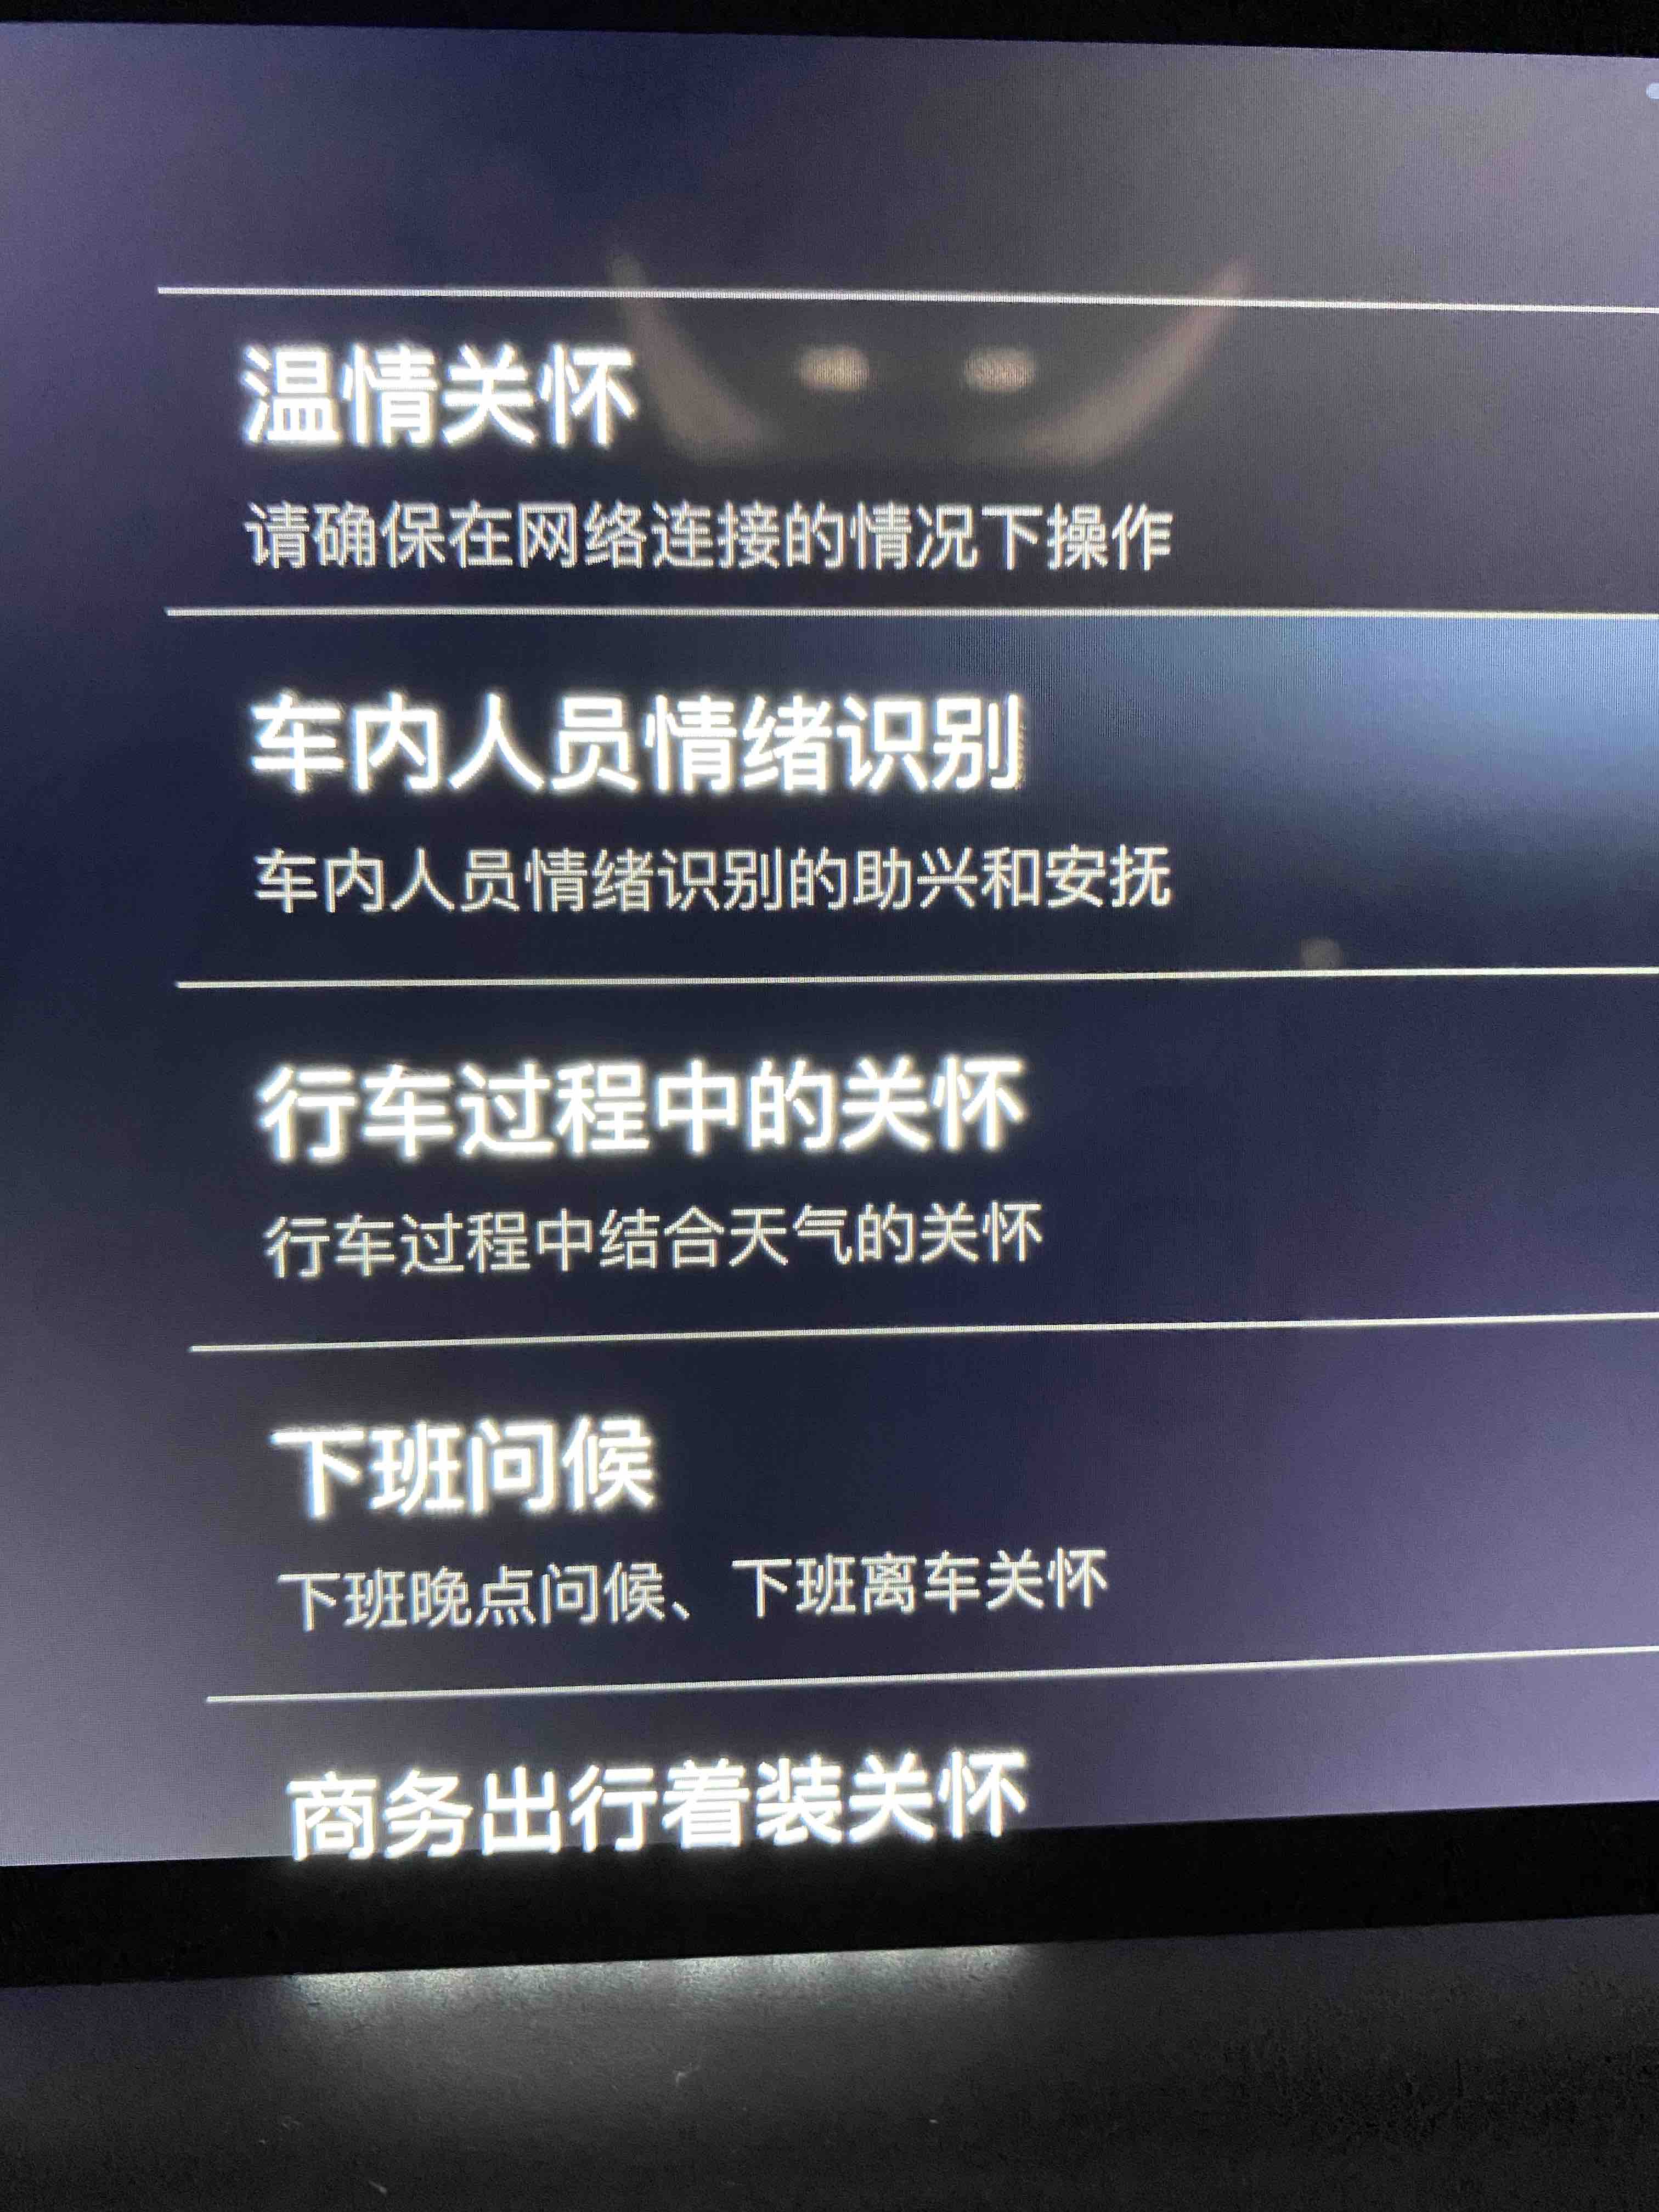 温情关怀
请确保在网络连接的情况下操作
车内人员情绪识别
车内人员情绪识别的助兴和安抚
行车过程中的关怀
行车过程中结合天气的关怀
下班问候
下班晚点问候、下班离车关怀
商务出行着装关怀